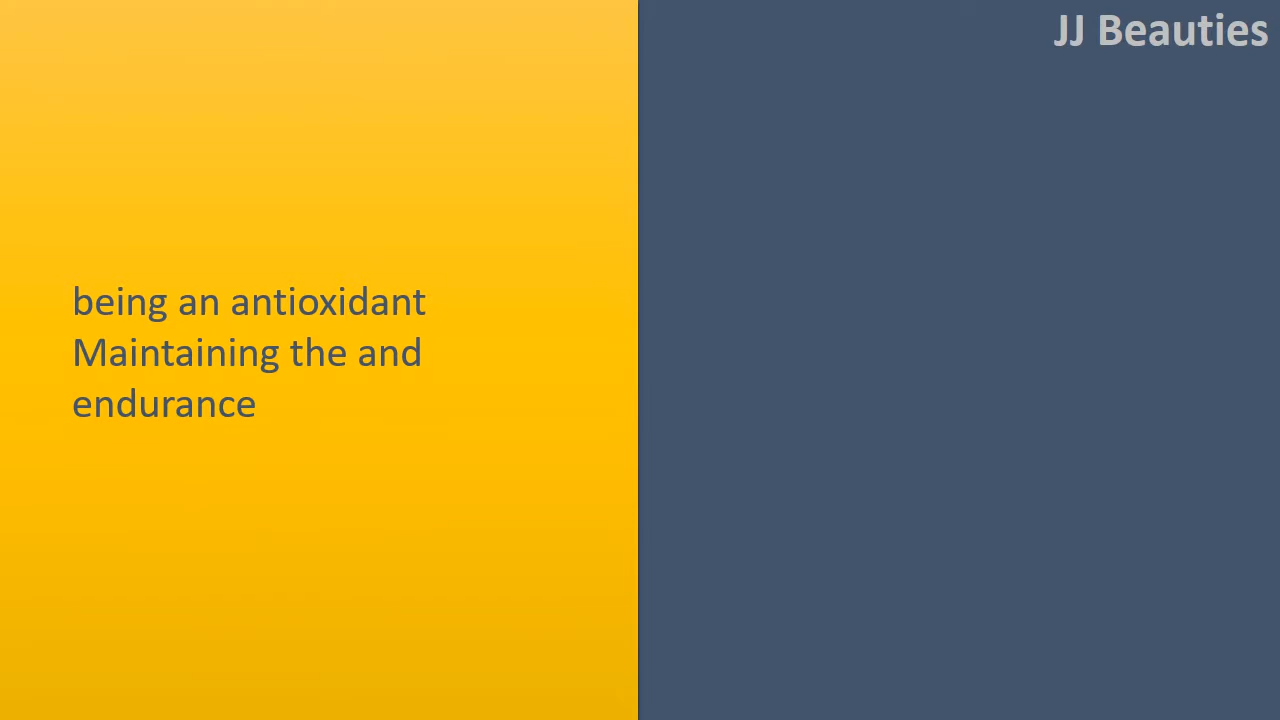 JJ Beauties
being an antioxidant
Maintaining the and
endurance